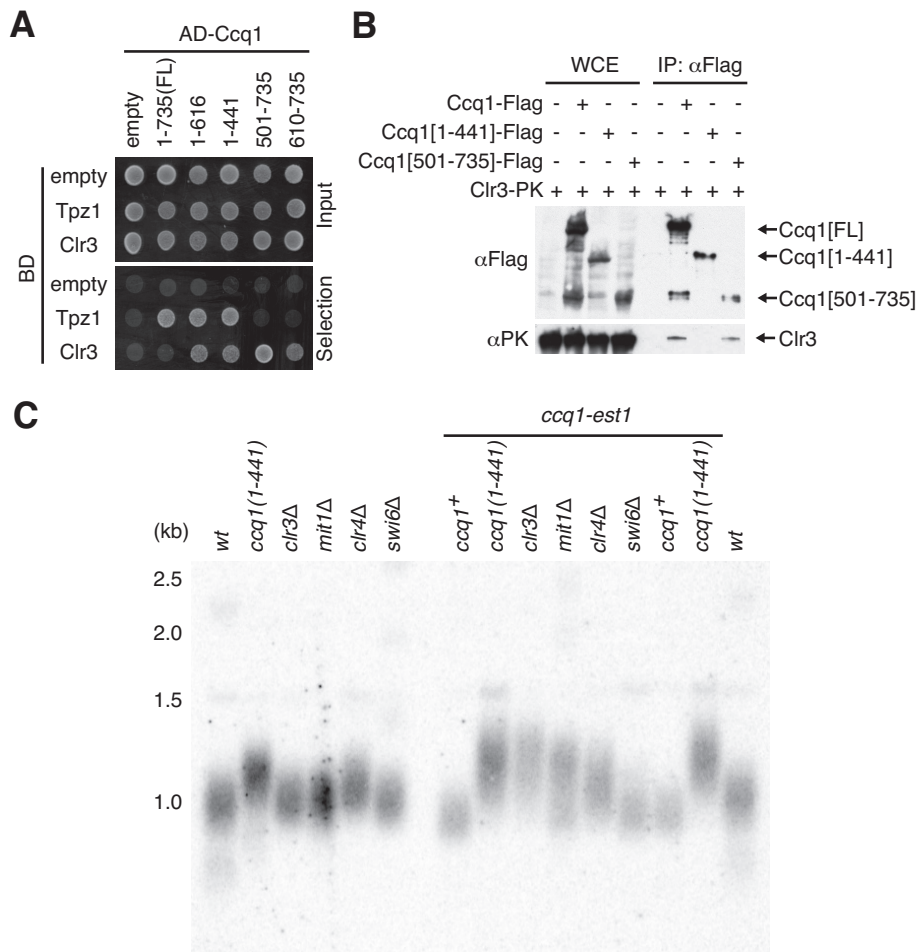 A
AD-Ccq1
empty 1-735(FL) 1-616 1-441 501-735 610-735
BD
empty
Tpz1
Clr3
Input
empty
Tpz1
Clr3
Selection
B
WCE IP: αFlag
Ccq1-Flag - + - - - + - -
Ccq1[1-441]-Flag - - + - - - + -
Ccq1[501-735]-Flag - - - + - - - +
Clr3-PK + + + + + + + +
αFlag
Ccq1[FL]
Ccq1[1-441]
Ccq1[501-735]
αPK
Clr3
C
ccq1-est1
(kb) wt ccq1(1-441) clr3Δ mit1Δ clr4Δ swi6Δ ccq1+ ccq1(1-441) clr3Δ mit1Δ clr4Δ swi6Δ ccq1+ ccq1(1-441) wt
2.5
2.0
1.5
1.0